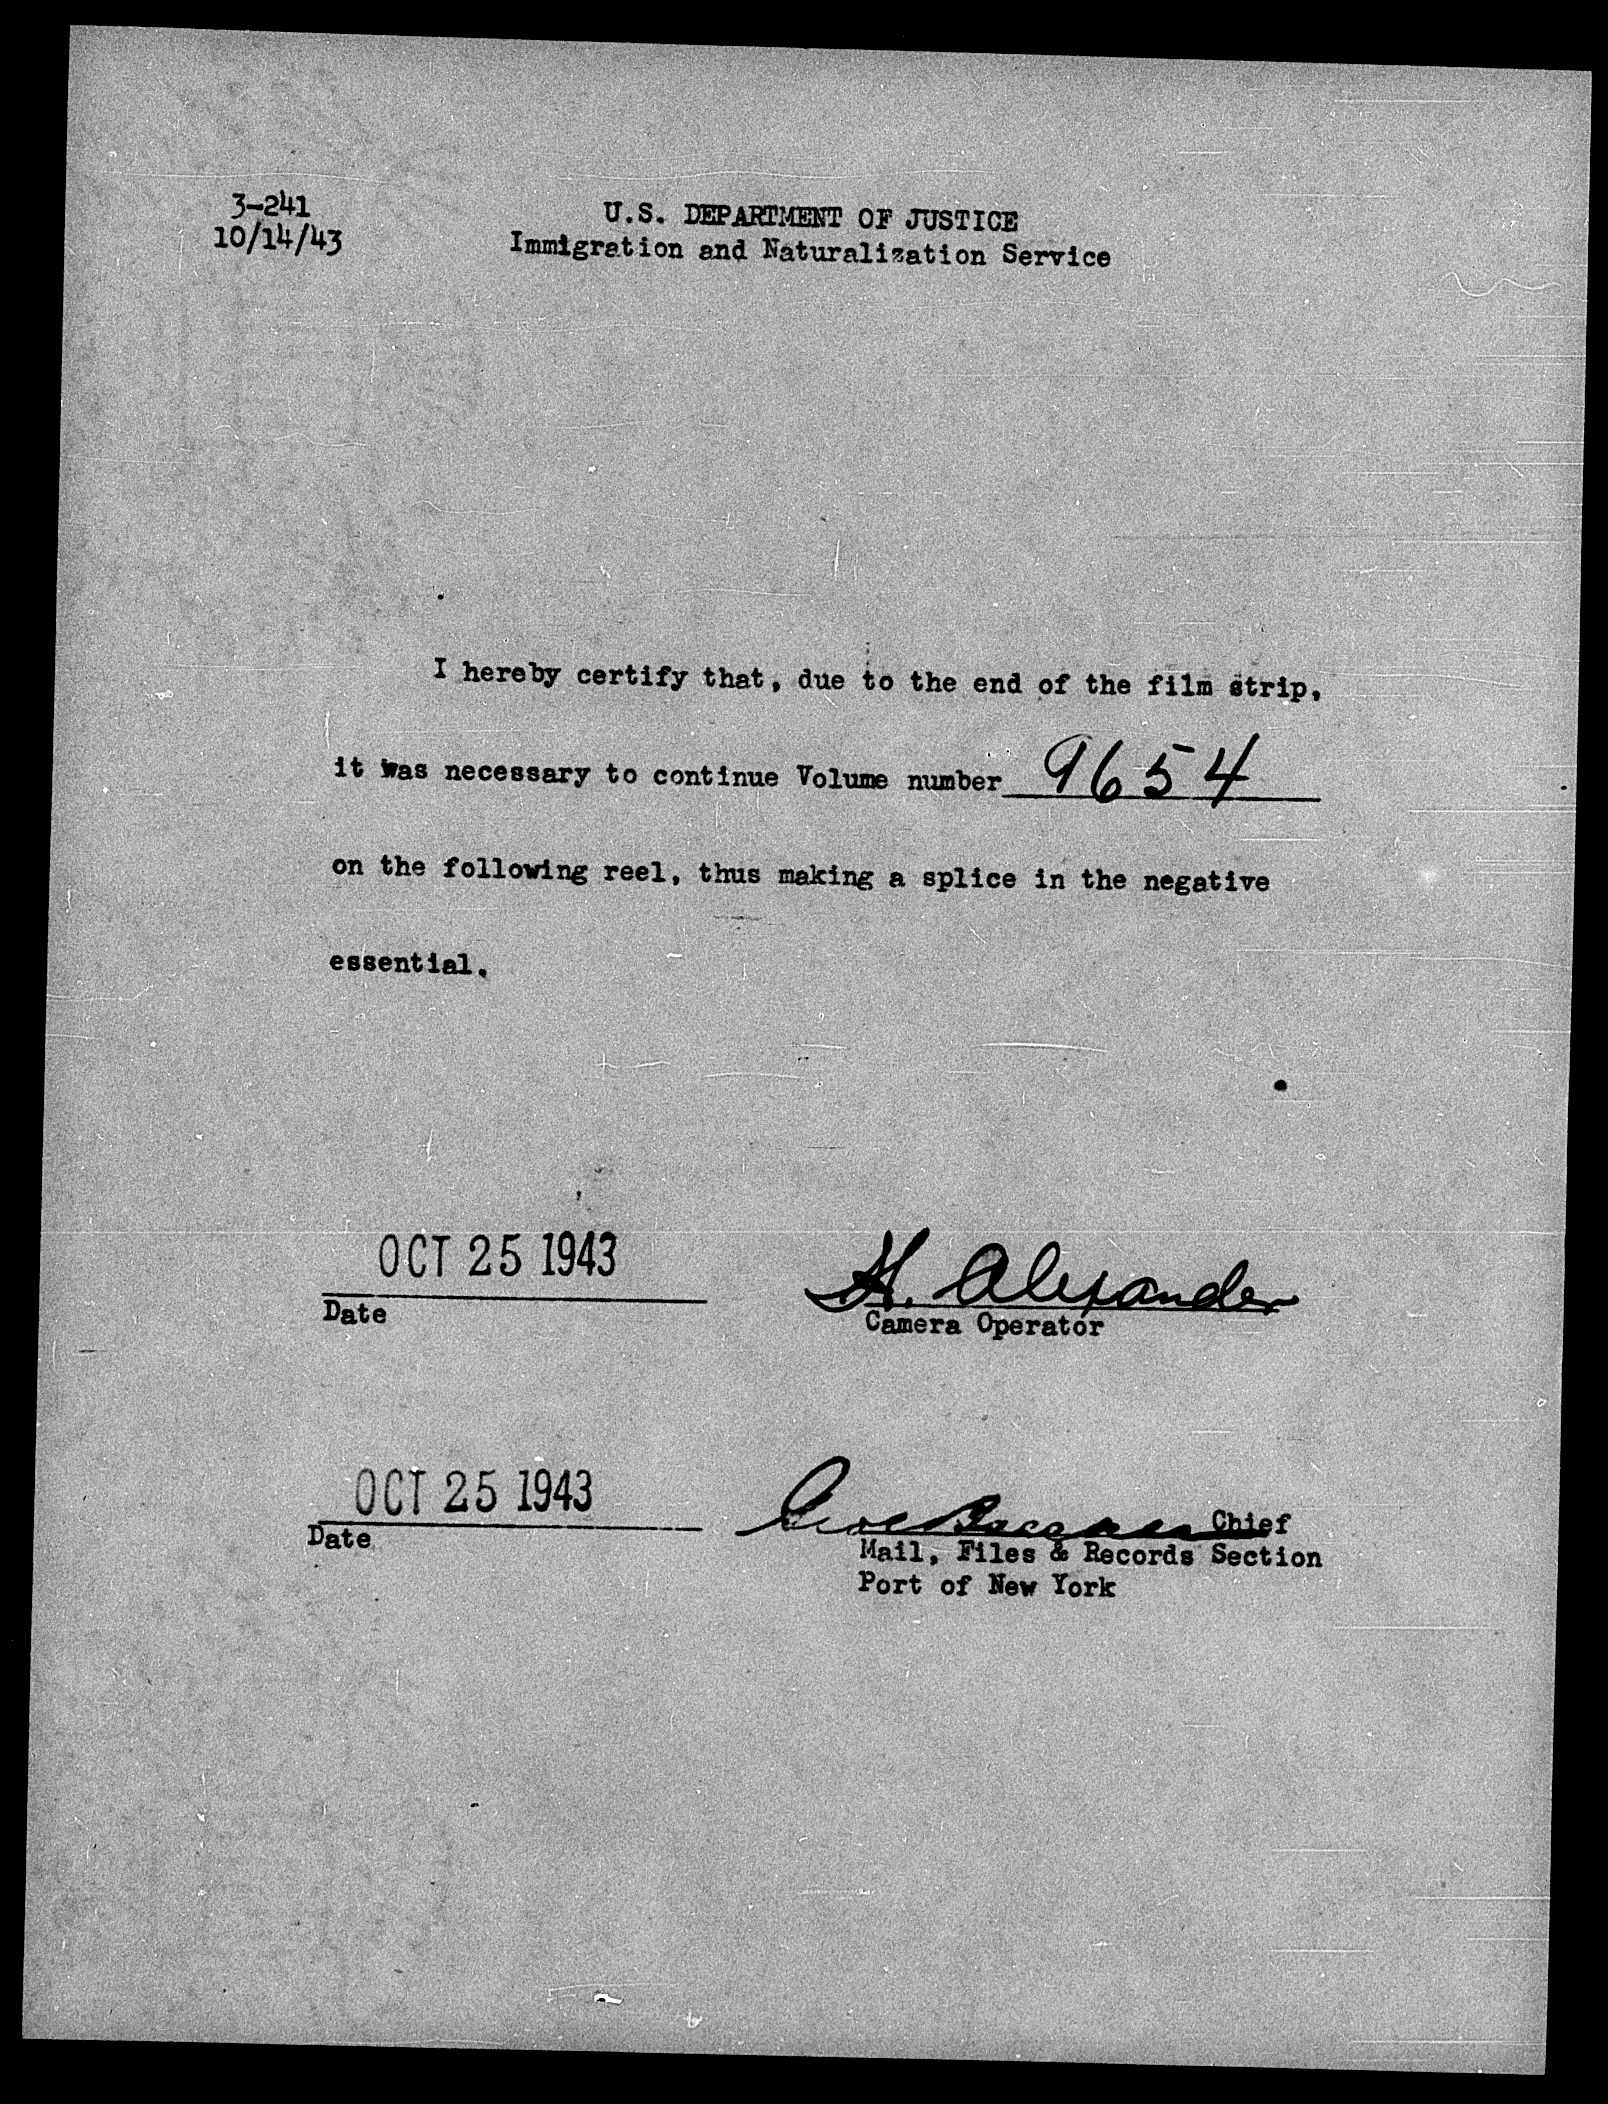 3-241
10/14/43
U.S. DEPARTMENT OF JUSTICE
Immigration and Naturalization Service
I hereby certify that, due to the end of the film strip,
it was necessary to continue Volume number 9654
on the following reel, thus making a splice in the negative
essential.
OCT 25 1943
Date
H. Alexander
Camera Operator
OCT 25 1943
Date
Chief
Mail, Files & Records Section
Port of New York